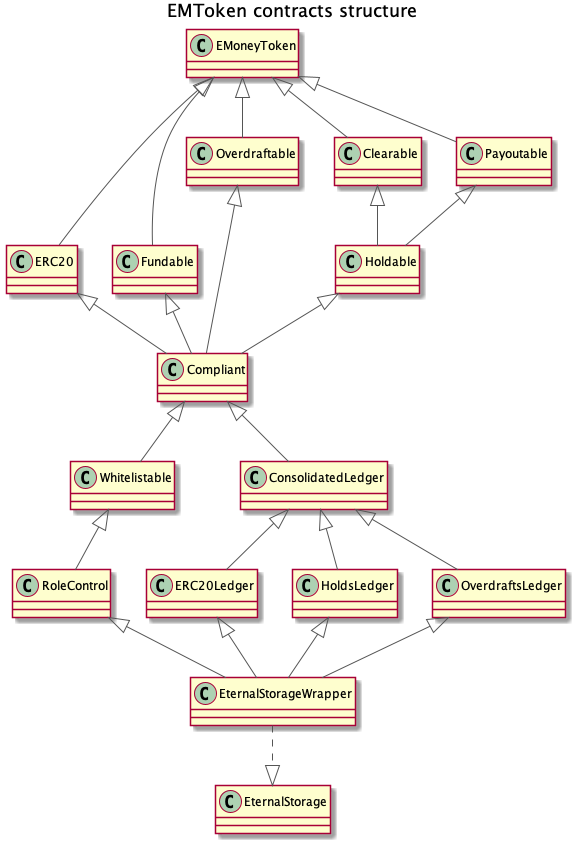 EMToken contracts structure
C EMoneyToken
C Overdraftable
C Clearable
C Payoutable
C ERC20
C Fundable
C Holdable
C Compliant
C Whitelistable
C ConsolidatedLedger
C RoleControl
C ERC20Ledger
C HoldsLedger
C OverdraftsLedger
C EternalStorageWrapper
C EternalStorage